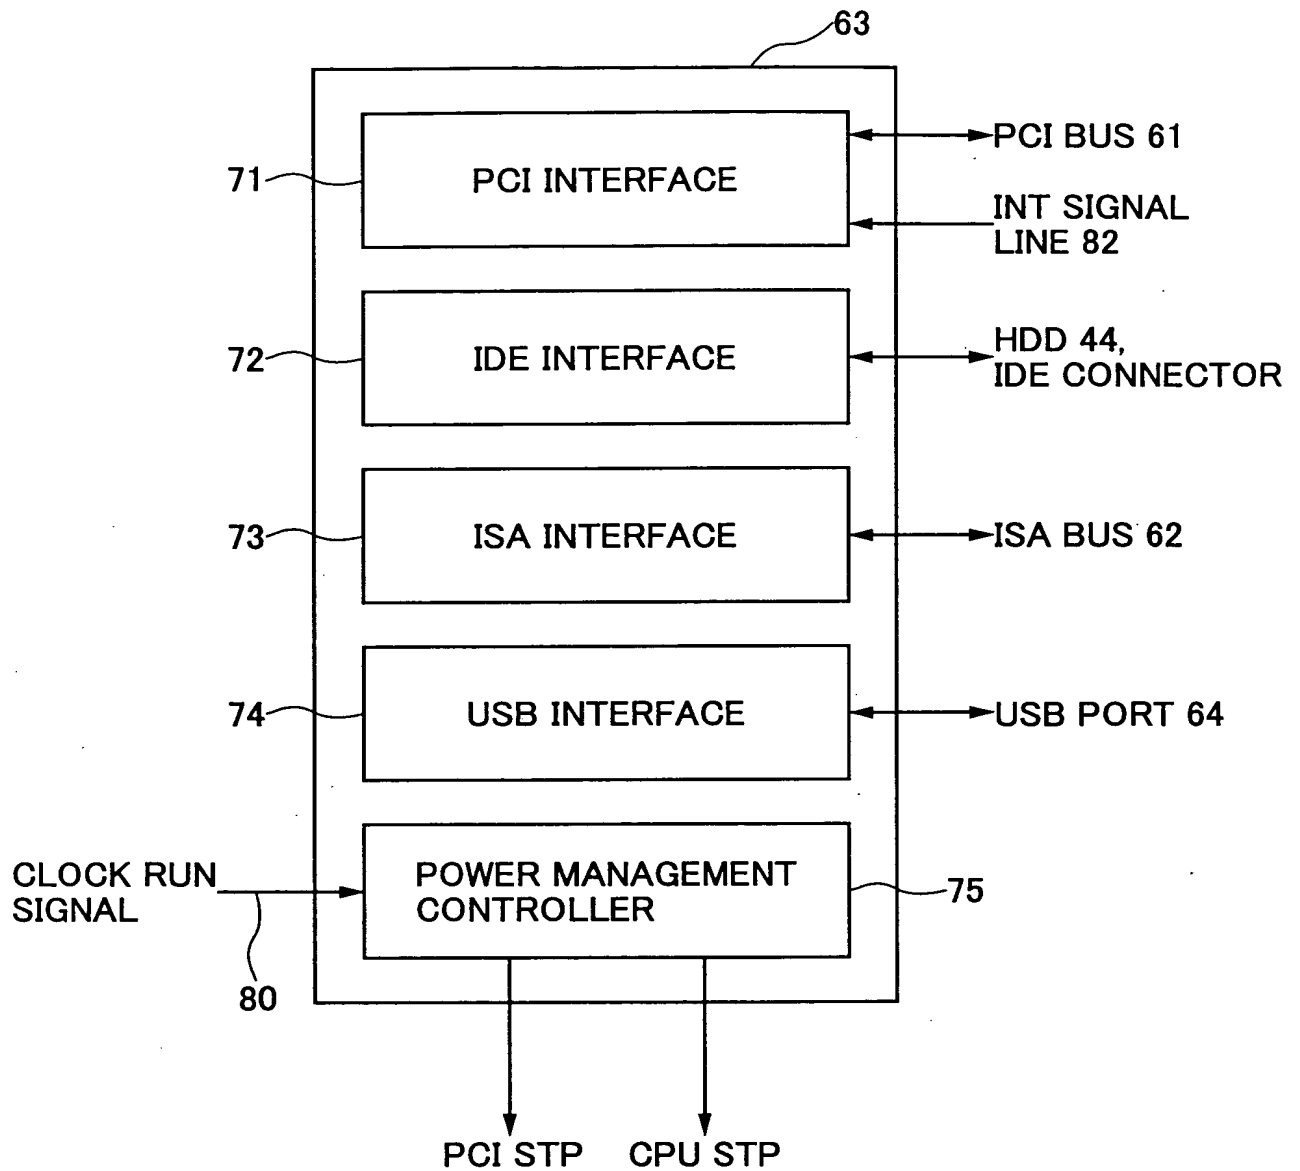 63
71
PCI INTERFACE
PCI BUS 61
INT SIGNAL
LINE 82
72
IDE INTERFACE
HDD 44,
IDE CONNECTOR
73
ISA INTERFACE
ISA BUS 62
74
USB INTERFACE
USB PORT 64
CLOCK RUN
SIGNAL
80
POWER MANAGEMENT
CONTROLLER
75
PCI STP
CPU STP